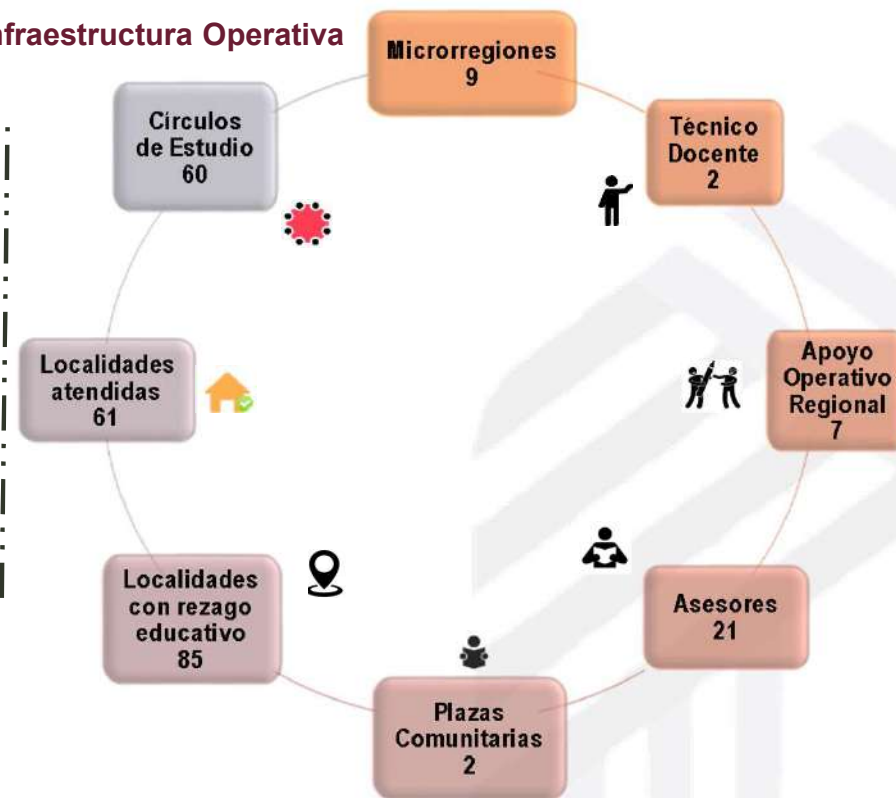 nfraestructura Operativa
Microrregiones
9
Técnico
Docente
2
Apoyo
Operativo
Regional
7
Asesores
21
Plazas
Comunitarias
2
Localidades
con rezago
educativo
85
Localidades
atendidas
61
Círculos
de Estudio
60